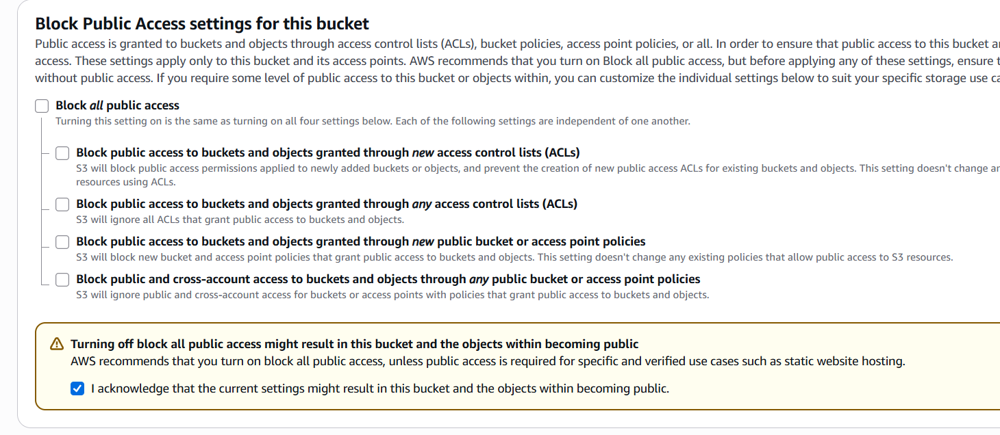 Block Public Access settings for this bucket
Public access is granted to buckets and objects through access control lists (ACLs), bucket policies, access point policies, or all. In order to ensure that public access to this bucket
access. These settings apply only to this bucket and its access points. AWS recommends that you turn on Block all public access, but before applying any of these settings, ensure
without public access. If you require some level of public access to this bucket or objects within, you can customize the individual settings below to suit your specific storage use
Block all public access
Turning this setting on is the same as turning on all four settings below. Each of the following settings are independent of one another.
Block public access to buckets and objects granted through new access control lists (ACLs)
S3 will block public access permissions applied to newly added buckets or objects, and prevent the creation of new public access ACLs for existing buckets and objects. This setting doesn't change
resources using ACLs.
Block public access to buckets and objects granted through any access control lists (ACLs)
S3 will ignore all ACLs that grant public access to buckets and objects.
Block public access to buckets and objects granted through new public bucket or access point policies
S3 will block new bucket and access point policies that grant public access to buckets and objects. This setting doesn't change any existing policies that allow public access to S3 resources.
Block public and cross-account access to buckets and objects through any public bucket or access point policies
S3 will ignore public and cross-account access for buckets or access points with policies that grant public access to buckets and objects.
Turning off block all public access might result in this bucket and the objects within becoming public
AWS recommends that you turn on block all public access, unless public access is required for specific and verified use cases such as static website hosting.
I acknowledge that the current settings might result in this bucket and the objects within becoming public.